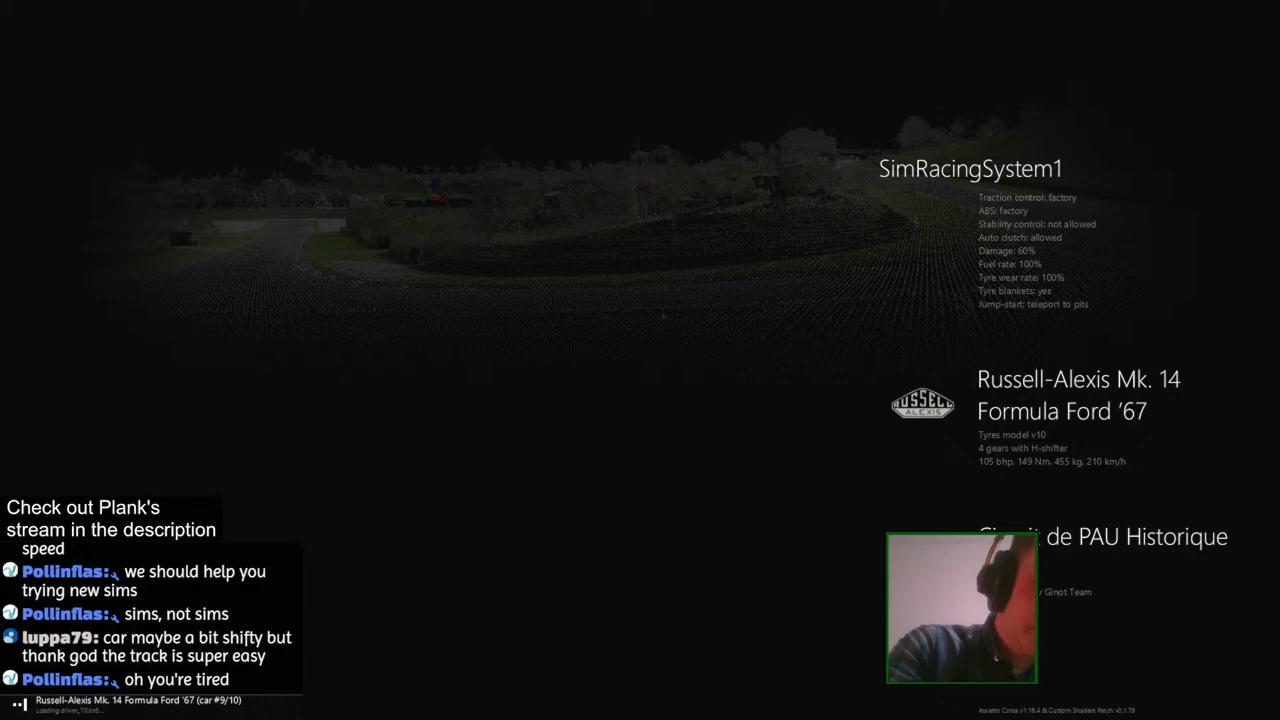 SimRacingSystem1
Traction control: factory
ABS: factory
Stability control: not allowed
Auto clutch: allowed
Damage: 60%
Fuel rate: 100%
Tyre wear rate: 100%
Tyre blankets: yes
Jump-start: teleport to pits
RUSSELL
ALEXIS
Russell-Alexis Mk. 14
Formula Ford '67
Tyres model v10
4 gears with H-shifter
105 bhp, 149 Nm, 455 kg, 210 km/h
de PAU Historique
Ginot Team
Check out Plank's
stream in the description
speed
Pollinflas: we should help you
trying new sims
Pollinflas: sims, not sims
luppa79: car maybe a bit shifty but
thank god the track is super easy
Pollinflas: oh you're tired
Russell-Alexis Mk. 14 Formula Ford '67 (car #9/10)
Loading driver_70.kn5...
Assetto Corsa v1.16.4 & Custom Shaders Patch v0.1.79